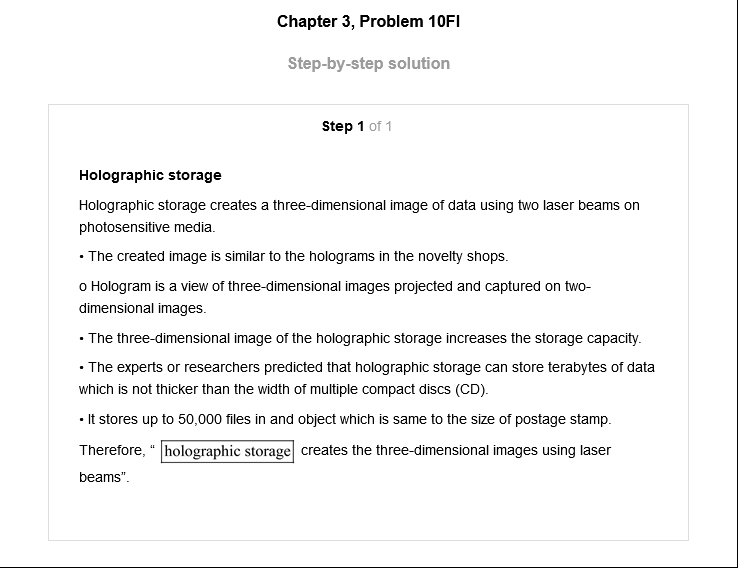 Chapter 3, Problem 10FI
Step-by-step solution
Step 1 of 1
Holographic storage
Holographic storage creates a three-dimensional image of data using two laser beams on
photosensitive media.
• The created image is similar to the holograms in the novelty shops.
o Hologram is a view of three-dimensional images projected and captured on two-
dimensional images.
• The three-dimensional image of the holographic storage increases the storage capacity.
• The experts or researchers predicted that holographic storage can store terabytes of data
which is not thicker than the width of multiple compact discs (CD).
• It stores up to 50,000 files in and object which is same to the size of postage stamp.
Therefore, “ holographic storage creates the three-dimensional images using laser
beams”.